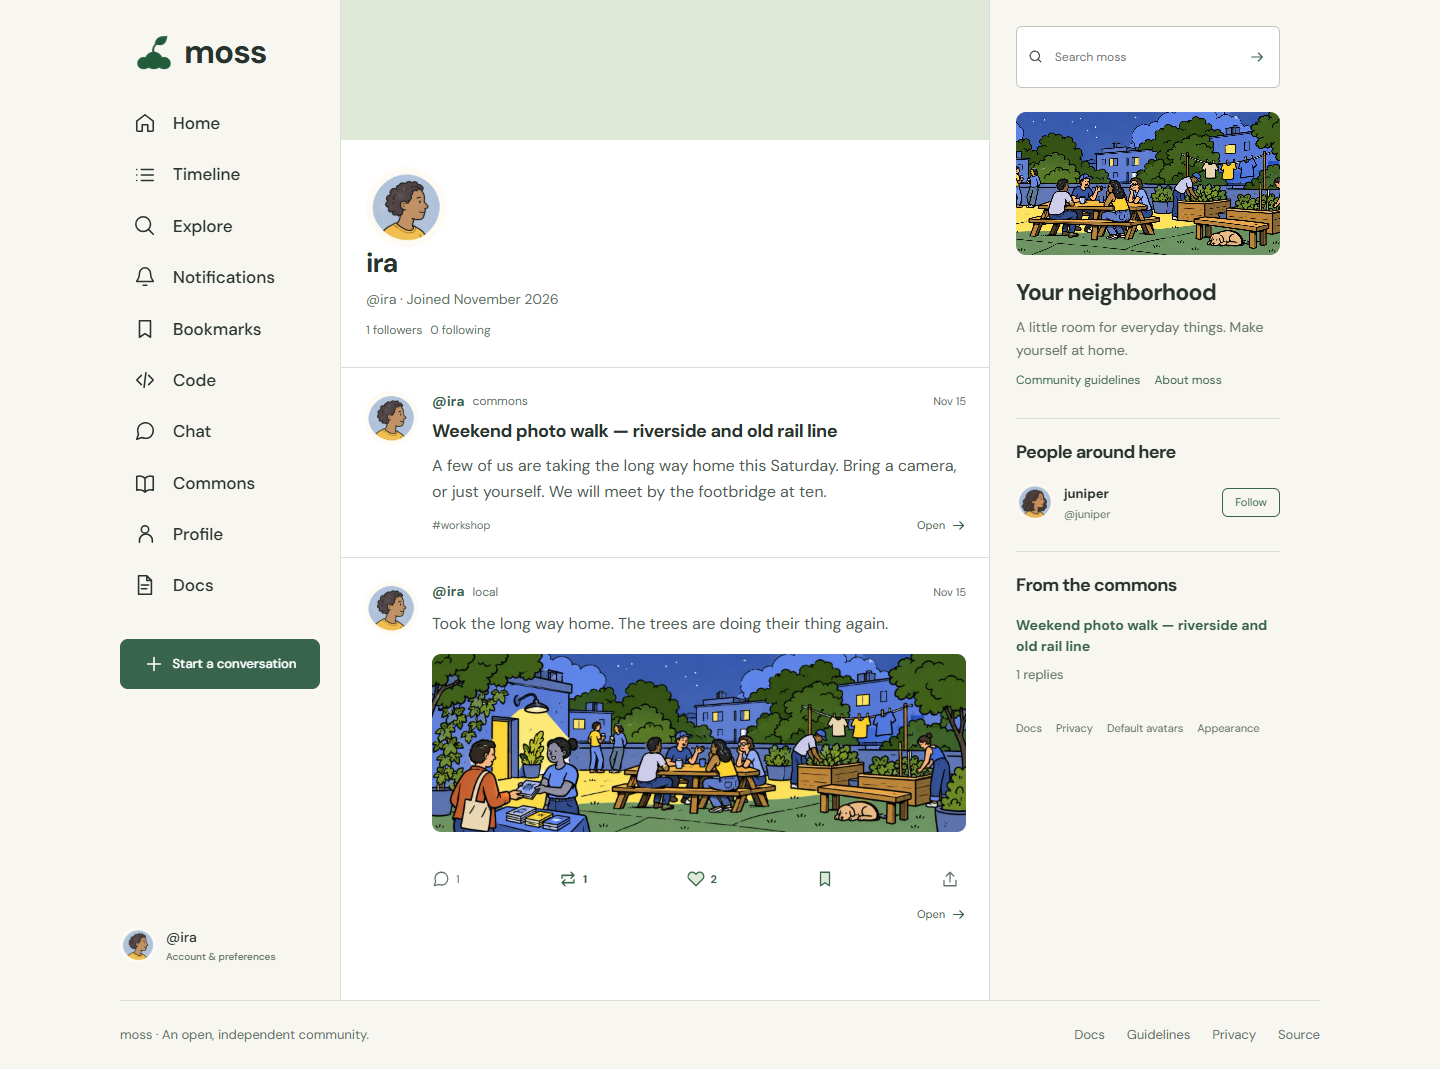 moss
Home
Timeline
Explore
Notifications
Bookmarks
Code
Chat
Commons
Profile
Docs
Start a conversation
@ira
Account & preferences
ira
@ira · Joined November 2026
1 followers 0 following
@ira commons Nov 15
Weekend photo walk — riverside and old rail line
A few of us are taking the long way home this Saturday. Bring a camera,
or just yourself. We will meet by the footbridge at ten.
#workshop Open
@ira local Nov 15
Took the long way home. The trees are doing their thing again.
1 1 2
Open
Search moss
Your neighborhood
A little room for everyday things. Make
yourself at home.
Community guidelines About moss
People around here
juniper
@juniper
Follow
From the commons
Weekend photo walk — riverside and
old rail line
1 replies
Docs Privacy Default avatars Appearance
moss · An open, independent community.
Docs Guidelines Privacy Source